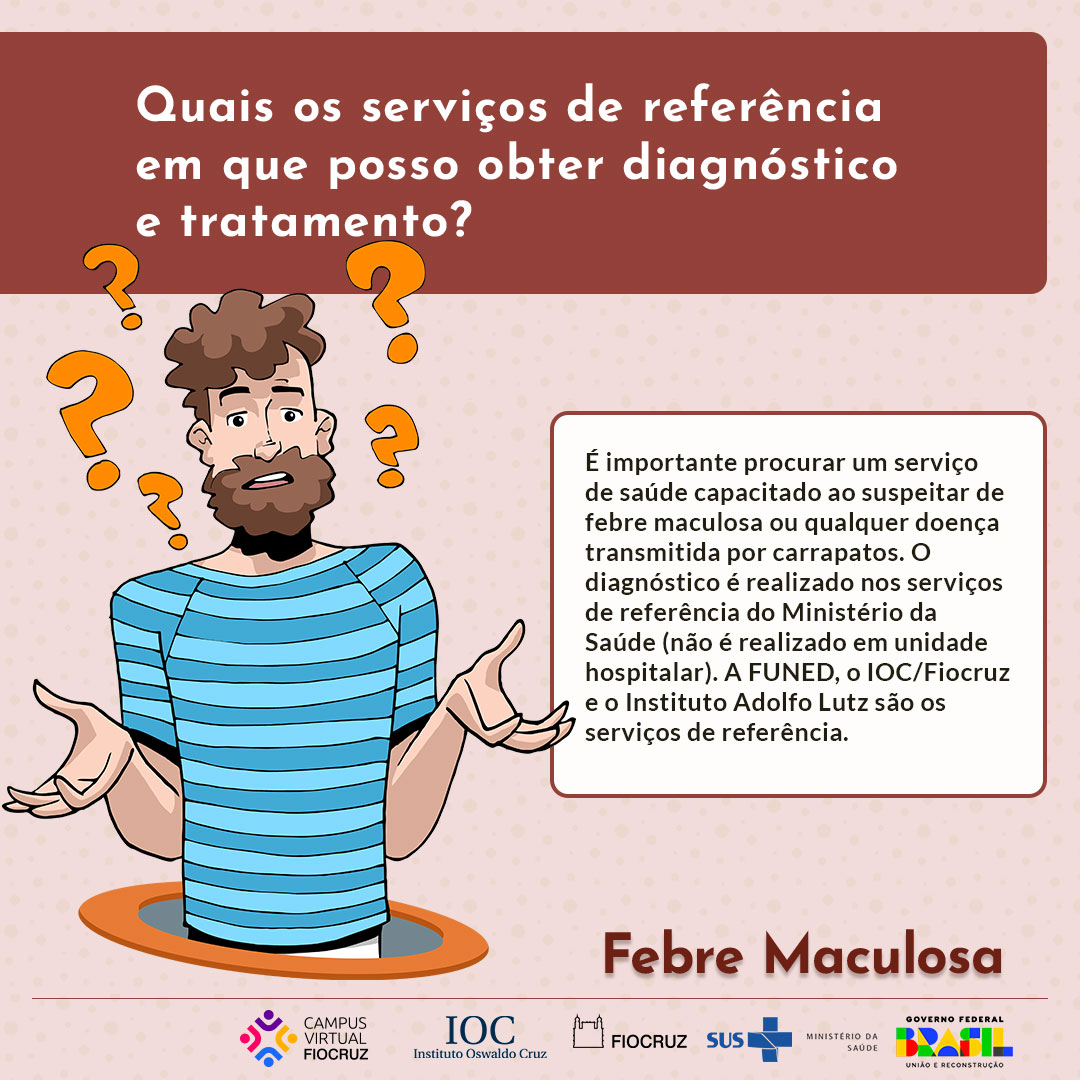 Quais os serviços de referência
em que posso obter diagnóstico
e tratamento?
É importante procurar um serviço
de saúde capacitado ao suspeitar de
febre maculosa ou qualquer doença
transmitida por carrapatos. O
diagnóstico é realizado nos serviços
de referência do Ministério da
Saúde (não é realizado em unidade
hospitalar). A FUNED, o IOC/Fiocruz
e o Instituto Adolfo Lutz são os
serviços de referência.
Febre Maculosa
CAMPUS
VIRTUAL
FIOCRUZ
IOC
Instituto Oswaldo Cruz
FIOCRUZ
SUS
MINISTÉRIO DA
SAÚDE
GOVERNO FEDERAL
BRASIL
UNIÃO E RECONSTRUÇÃO